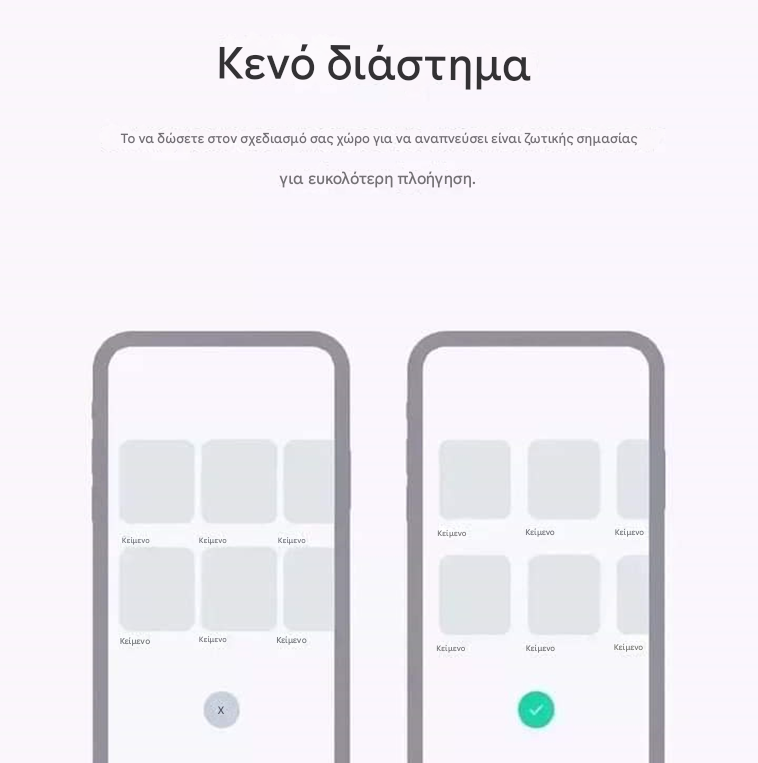 Κενό διάστημα
Το να δώσετε στον σχεδιασμό σας χώρο για να αναπνεύσει είναι ζωτικής σημασίας
για ευκολότερη πλοήγηση.
Κείμενο Κείμενο Κείμενο
Κείμενο Κείμενο Κείμενο
X
Κείμενο Κείμενο Κείμενο
Κείμενο Κείμενο Κείμενο